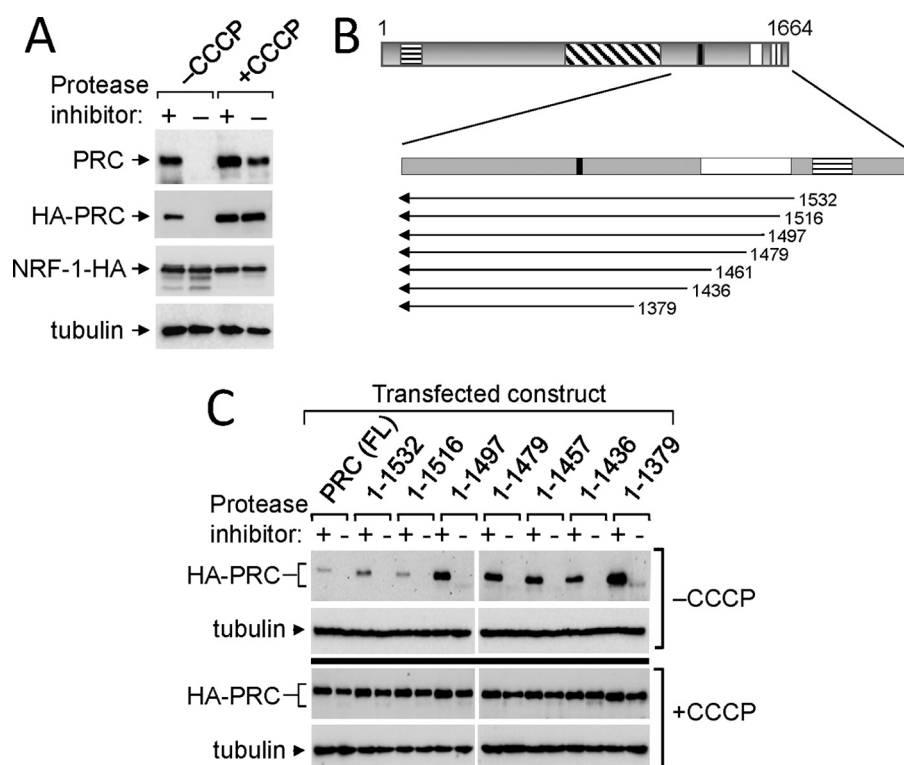 A
–CCCP +CCCP
Protease
inhibitor: + – + –
PRC
HA-PRC
NRF-1-HA
tubulin
B
1 1664
1532
1516
1497
1479
1461
1436
1379
C
Transfected construct
PRC (FL) 1-1532 1-1516 1-1497 1-1479 1-1457 1-1436 1-1379
Protease
inhibitor: + - + - + - + - + - + - + - + -
HA-PRC
–CCCP
tubulin
HA-PRC
+CCCP
tubulin